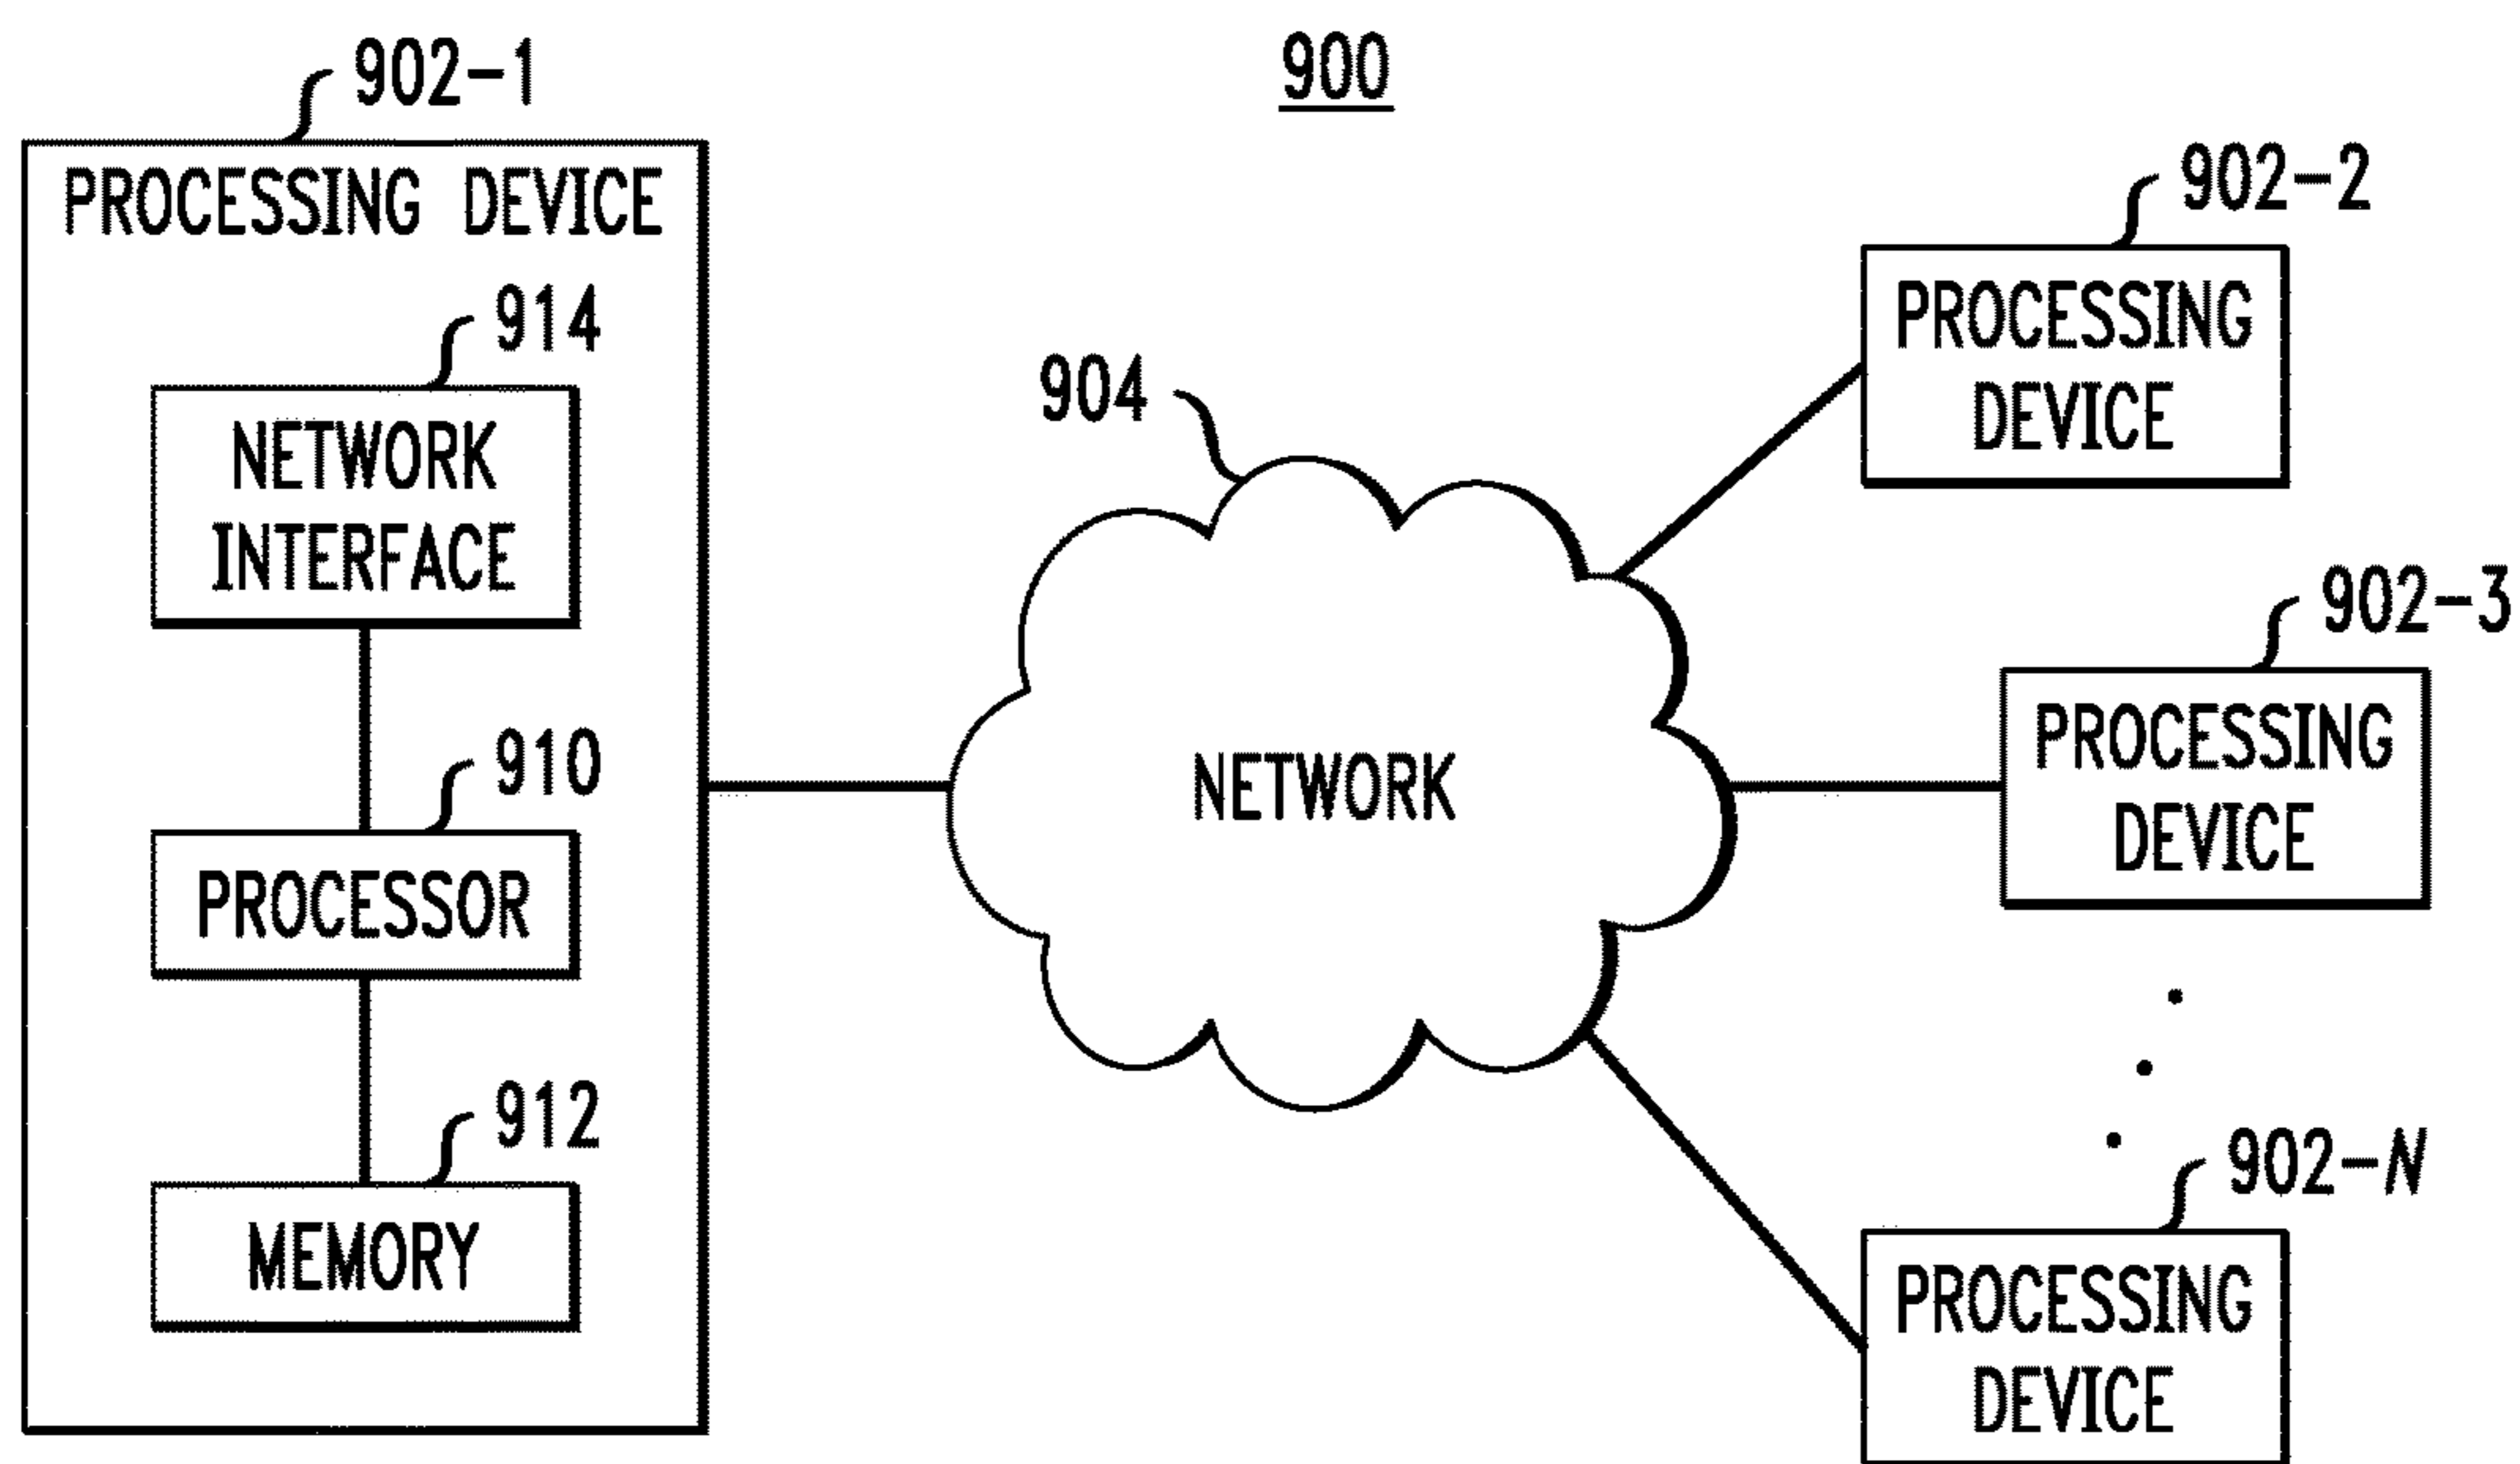 900
902-1
PROCESSING DEVICE
914
NETWORK
INTERFACE
910
PROCESSOR
912
MEMORY
904
NETWORK
902-2
PROCESSING
DEVICE
902-3
PROCESSING
DEVICE
902-N
PROCESSING
DEVICE